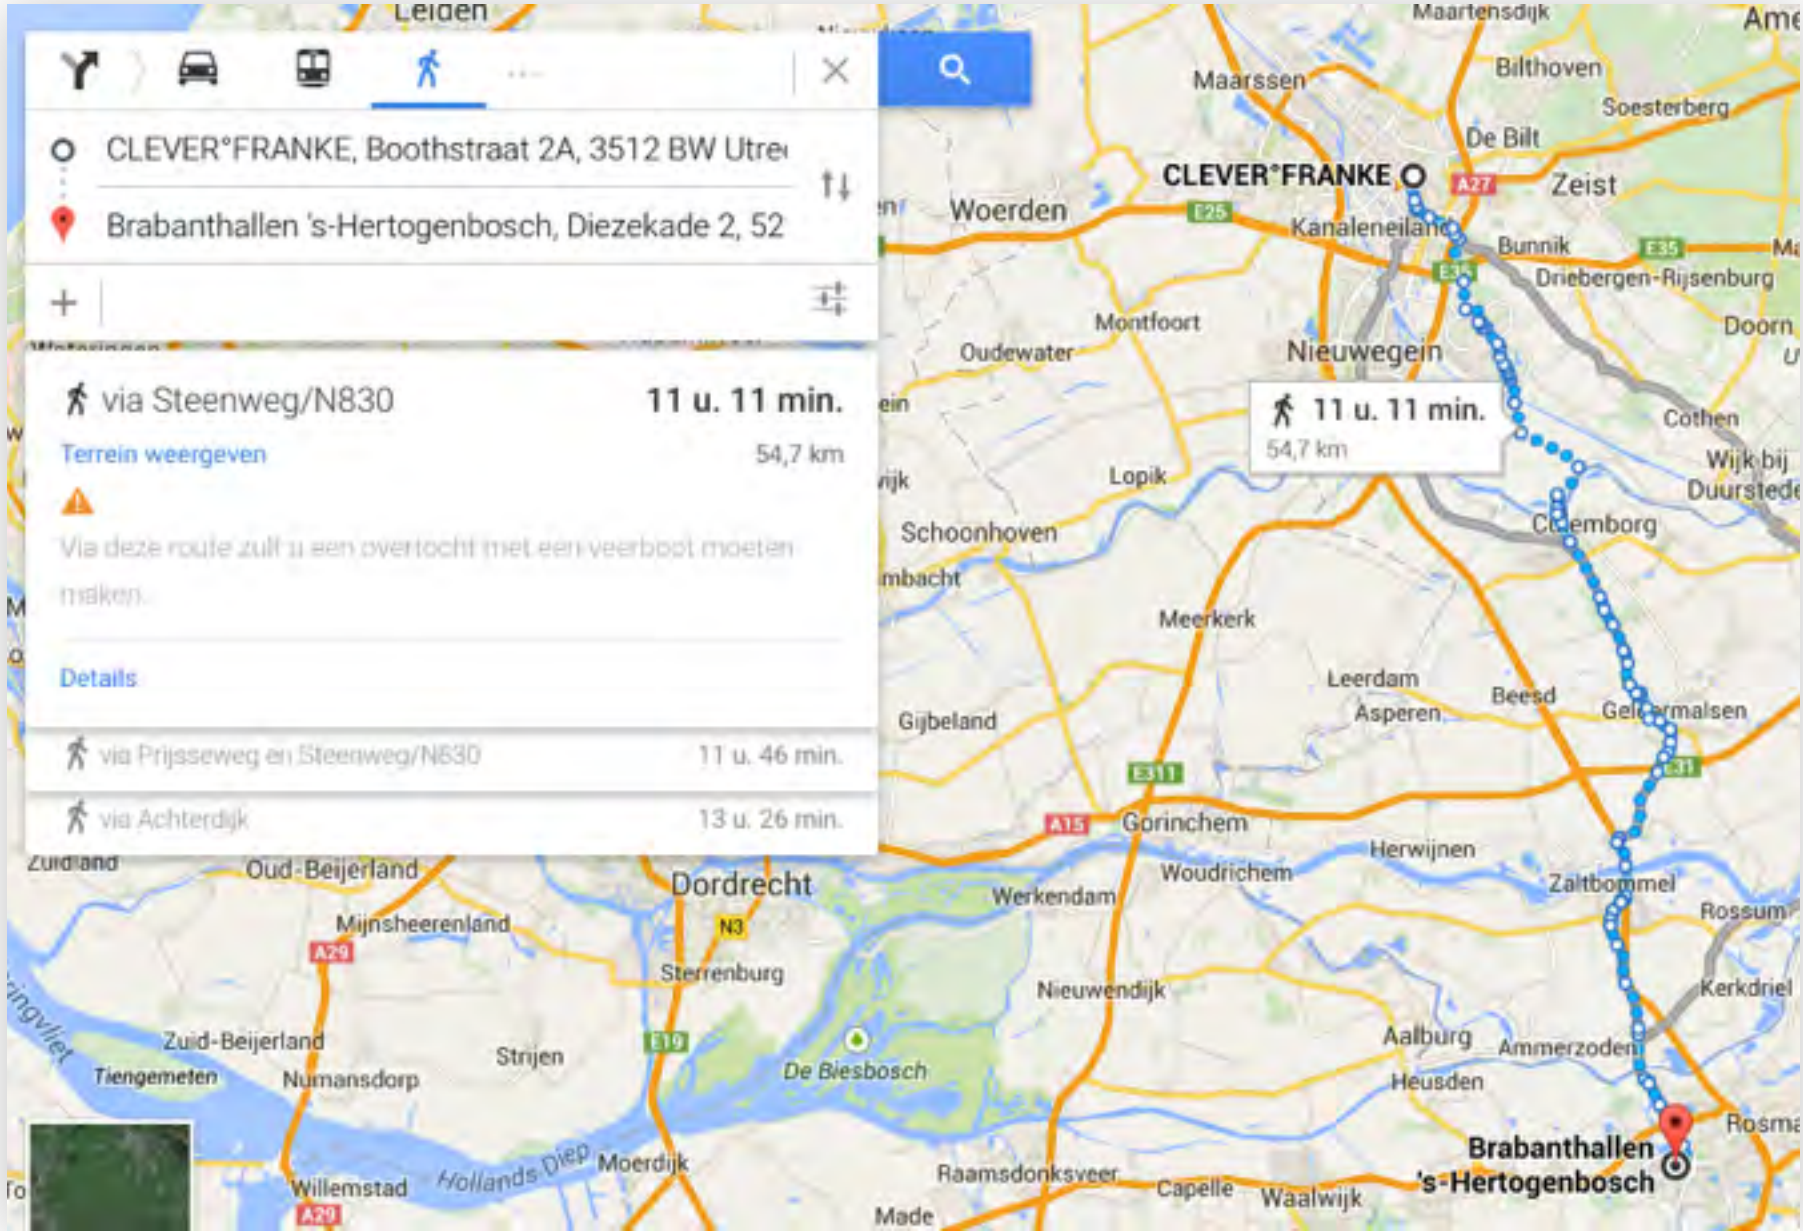 CLEVER°FRANKE, Boothstraat 2A, 3512 BW
Brabanthallen 's-Hertogenbosch, Diezekade 2, 52
via Steenweg/N830
11 u. 11 min.
Terrein weergeven
54,7 km
Via deze route zult u een overtocht met een veerboot moeten
maken.
Details
via Prijsseweg en Steenweg/N830
11 u. 46 min.
via Achterdijk
13 u. 26 min.
Leiden
Maartensdijk
Maarssen
Bilthoven
Soesterberg
De Bilt
CLEVER°FRANKE
A27
Zeist
Woerden
E25
Kanaleneiland
Bunnik
E35
E35
Driebergen-Rijsenburg
Montfoort
Doorn
Oudewater
Nieuwegein
11 u. 11 min.
54,7 km
Cothen
Lopik
Wijk bij
Duurstede
Schoonhoven
Culemborg
Meerkerk
Leerdam
Beesd
Asperen
Geldermalsen
Gijbeland
E311
E31
A15
Gorinchem
Herwijnen
Zuidland
Oud-Beijerland
Dordrecht
Woudrichem
Werkendam
Zaltbommel
Rossum
Mijnsheerenland
N3
A29
Sterrenburg
Nieuwendijk
Kerkdriel
Zuid-Beijerland
E19
Strijen
Aalburg
Ammerzoden
Tiengemeten
Numansdorp
De Biesbosch
Heusden
Brabanthallen
's-Hertogenbosch
Hollands Diep
Moerdijk
Raamsdonksveer
Willemstad
Capelle
Waalwijk
A29
Made